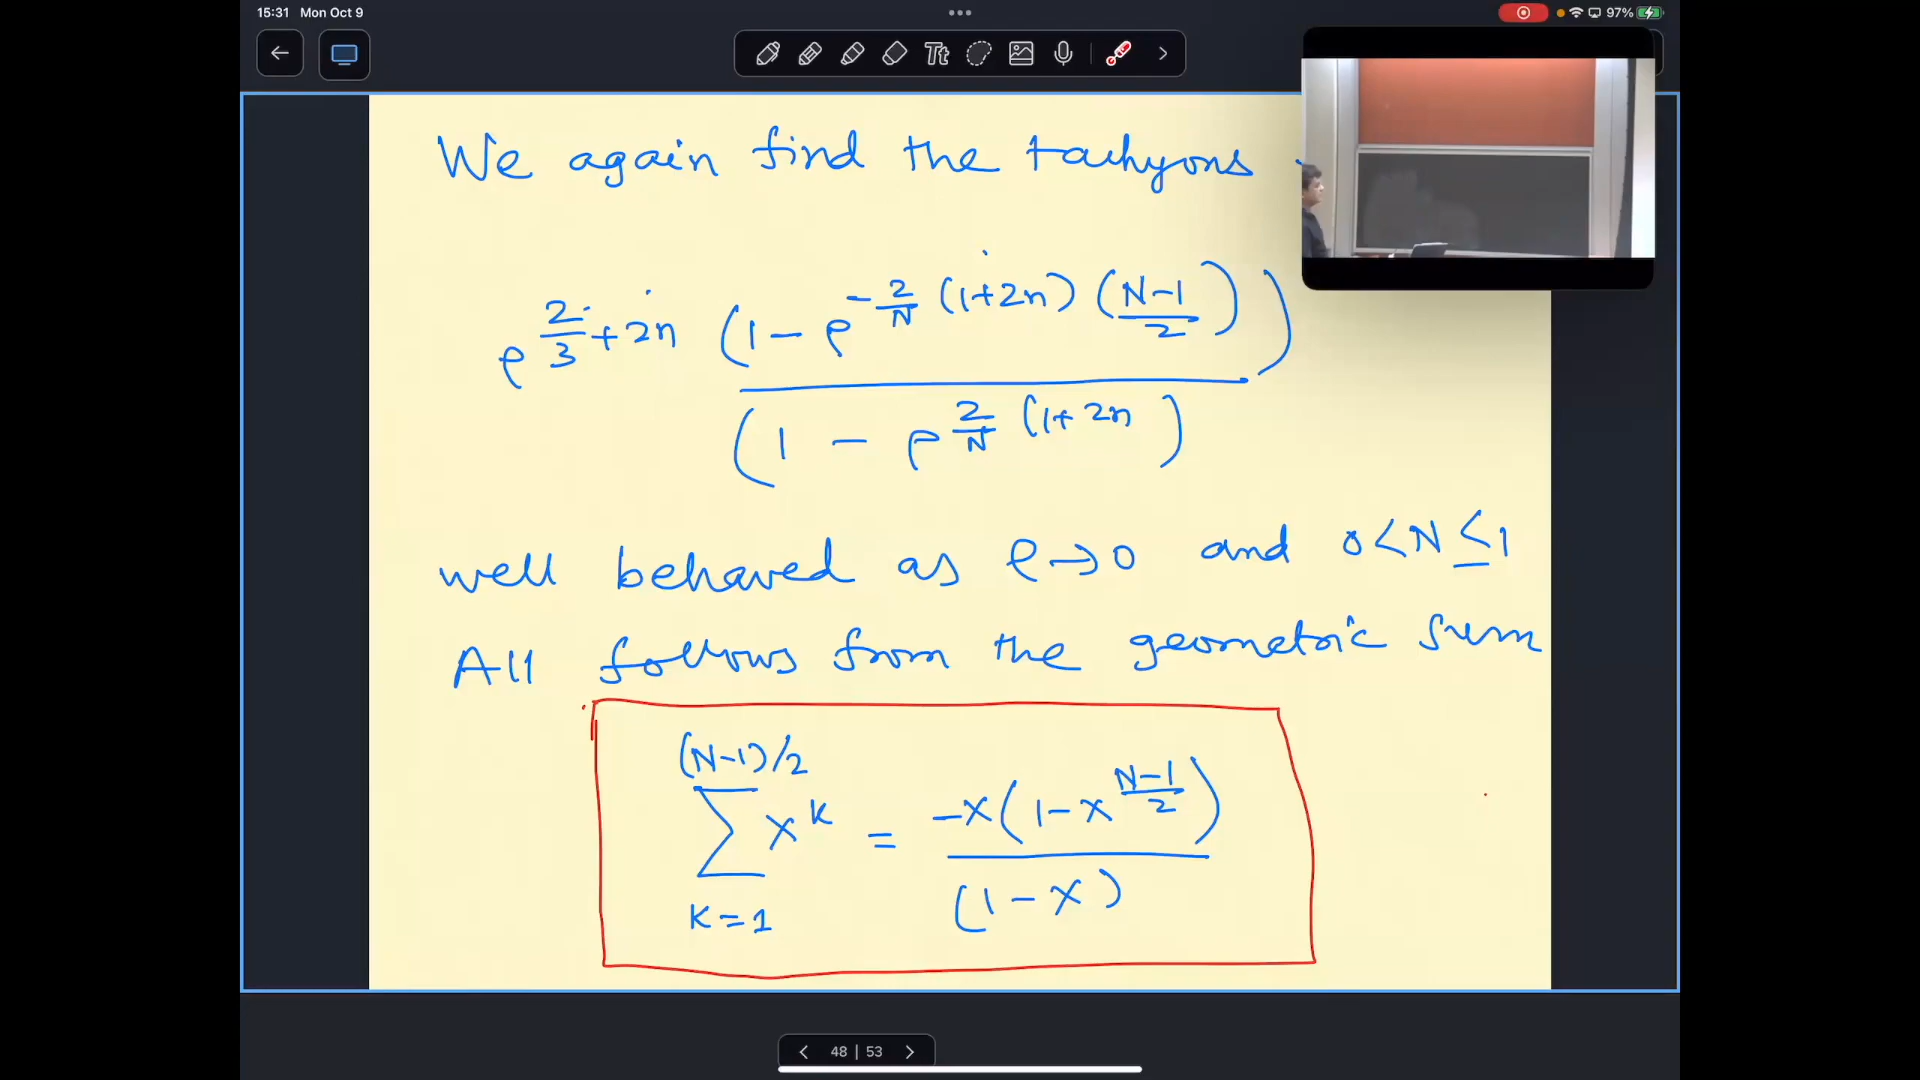 15:31 Mon Oct 9
97%
Tt
We again find the tachyons
ρ^{2/3 + 2n} (1 - ρ^{-2/N (1+2n) (N-1/2)})
(1 - ρ^{2/N (1+2n})
well behaved as ρ→0 and 0<N≤1
All follows from the geometric sum
(N-1)/2
∑ x^k = -x(1-x^{N-1/2})
k=1 (1-x)
48 | 53